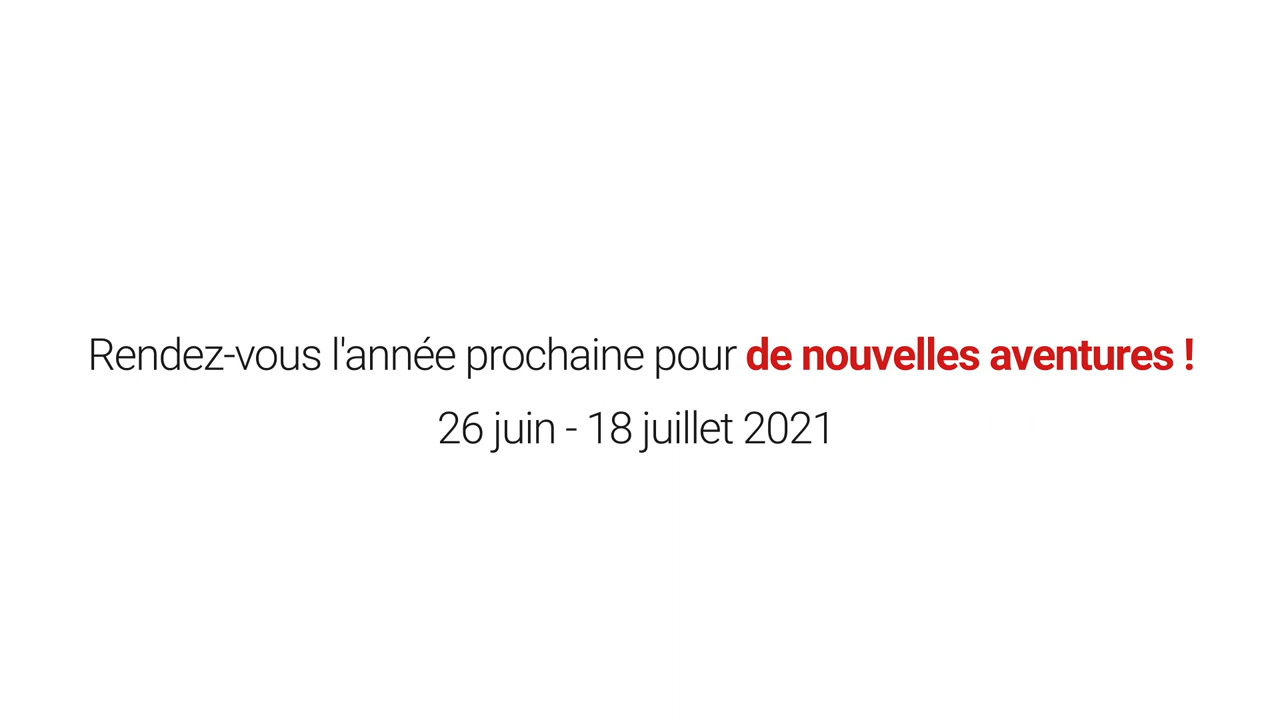 Rendez-vous l'année prochaine pour de nouvelles aventures !
26 juin - 18 juillet 2021